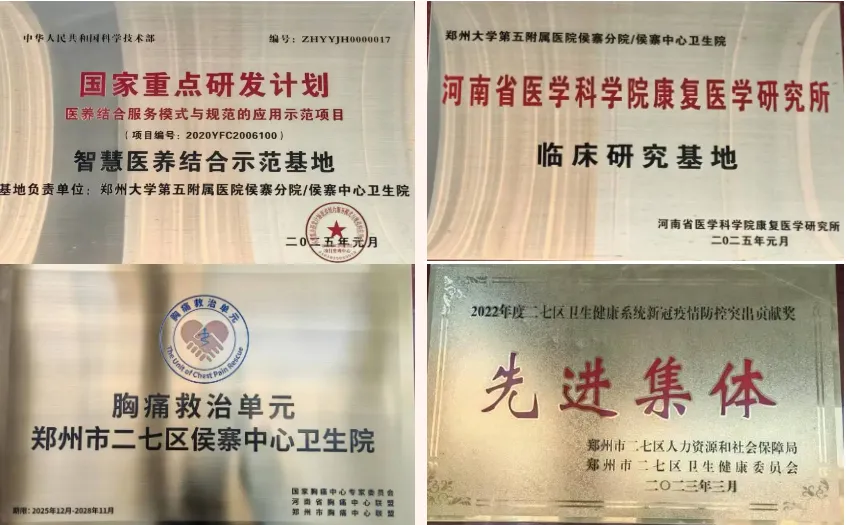 中华人民共和国科学技术部
编号：ZHYYJH0000017
国家重点研发计划
医养结合服务模式与规范的应用示范项目
（项目编号：2020YFC2006100）
智慧医养结合示范基地
基地负责单位：郑州大学第五附属医院侯寨分院/侯寨中心卫生院
二〇二五年元月
郑州大学第五附属医院侯寨分院/侯寨中心卫生院
河南省医学科学院康复医学研究所
临床研究基地
河南省医学科学院康复医学研究所
二〇二五年元月
胸痛救治单元
The Unit of Chest Pain Rescue
胸痛救治单元
郑州市二七区侯寨中心卫生院
国家胸痛中心专家委员会
河南省胸痛中心联盟
郑州市胸痛中心联盟
2025年12月-2028年11月
2022年度二七区卫生健康系统新冠疫情防控突出贡献奖
先进集体
郑州市二七区人力资源和社会保障局
郑州市二七区卫生健康委员会
二〇二三年三月